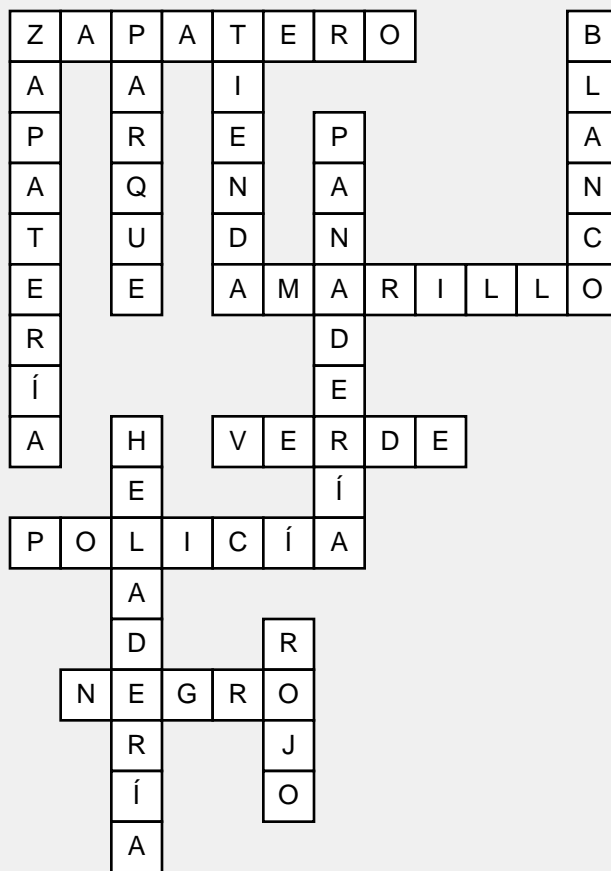 ZAPATERO
ZAPATERÍA
PARQUE
TIENDA
BLANCO
PANADERÍA
AMARILLO
HELADERÍA
VERDE
POLICÍA
ROJO
NEGRO